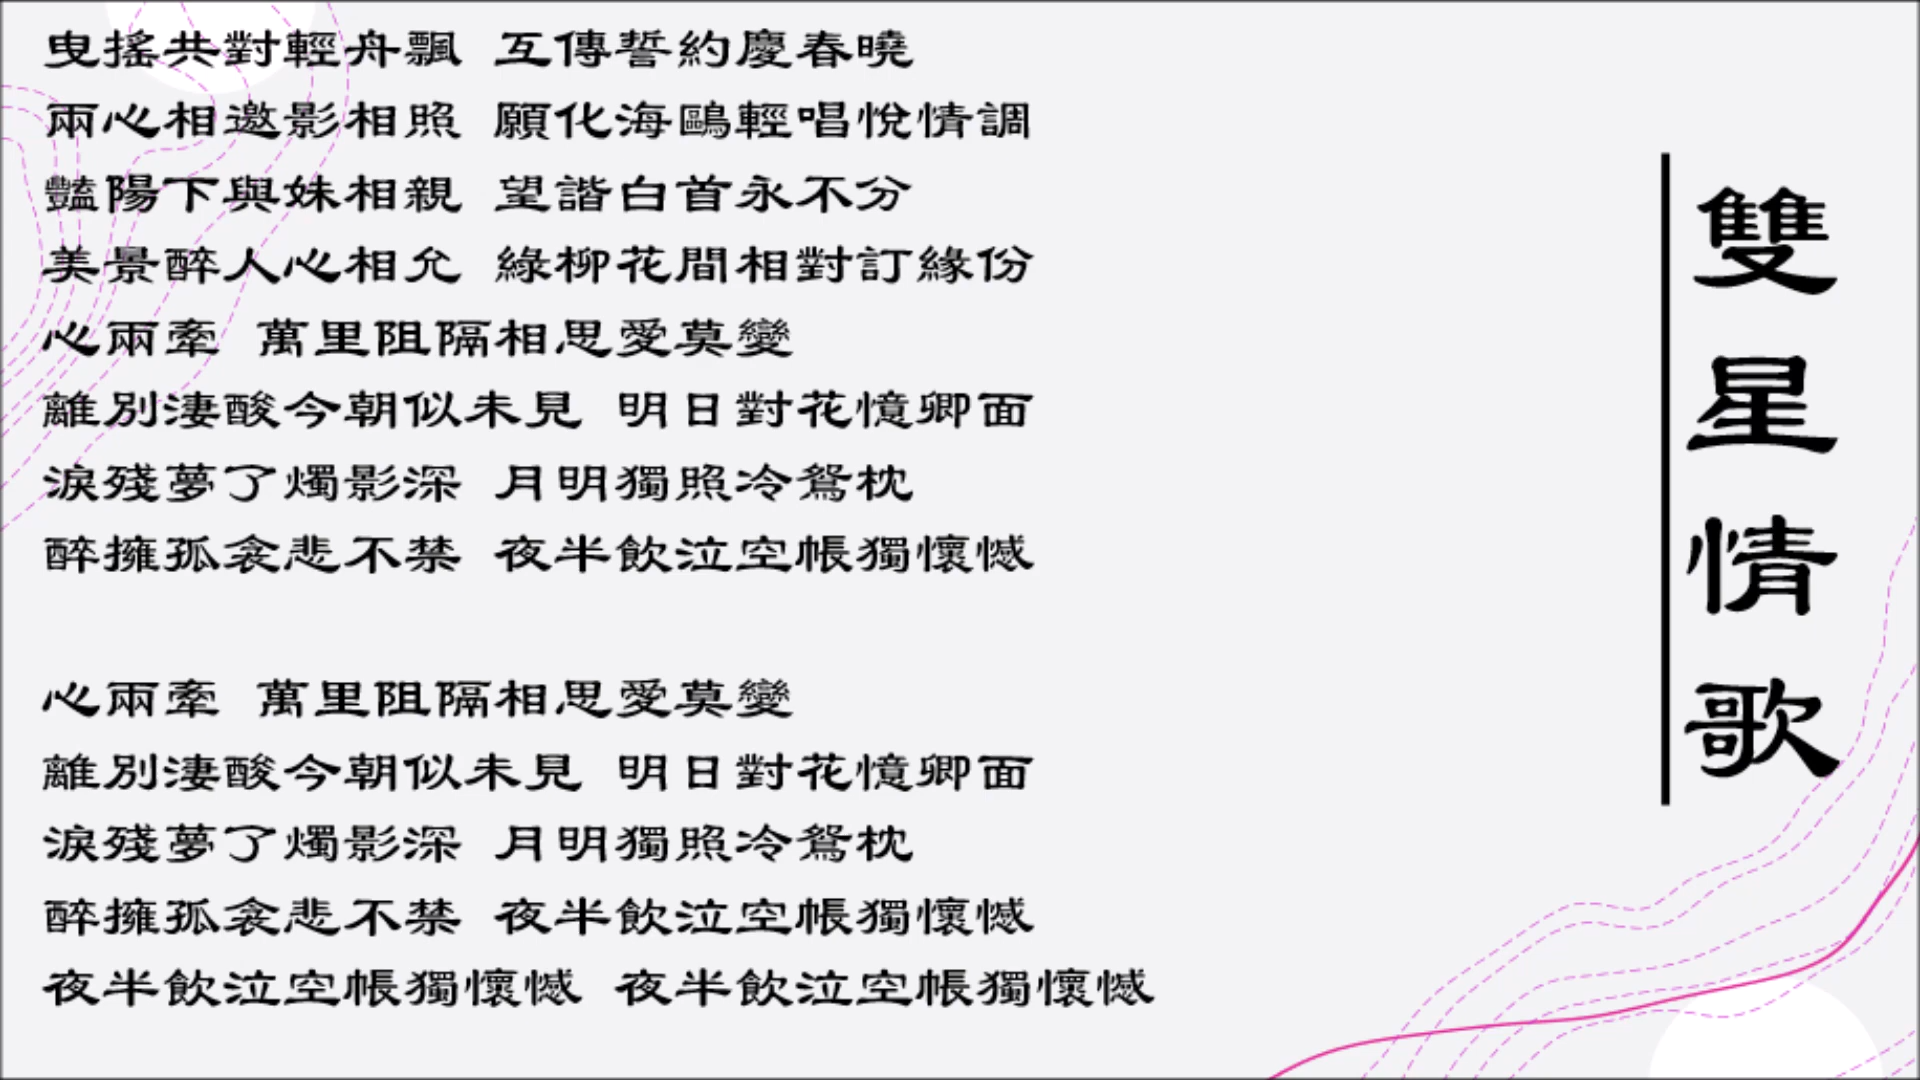 曳搖共對輕舟飄 互傳誓約慶春曉
兩心相邀影相照 願化海鷗輕唱悅情調
豔陽下與妹相親 望諧白首永不分
美景醉人心相允 綠柳花間相對訂緣份
心兩牽 萬里阻隔相思愛莫變
離別淒酸今朝似未見 明日對花憶卿面
淚殘夢了燭影深 月明獨照冷鴛枕
醉擁孤衾悲不禁 夜半飲泣空帳獨懷憾
心兩牽 萬里阻隔相思愛莫變
離別淒酸今朝似未見 明日對花憶卿面
淚殘夢了燭影深 月明獨照冷鴛枕
醉擁孤衾悲不禁 夜半飲泣空帳獨懷憾
夜半飲泣空帳獨懷憾 夜半飲泣空帳獨懷憾
雙星情歌